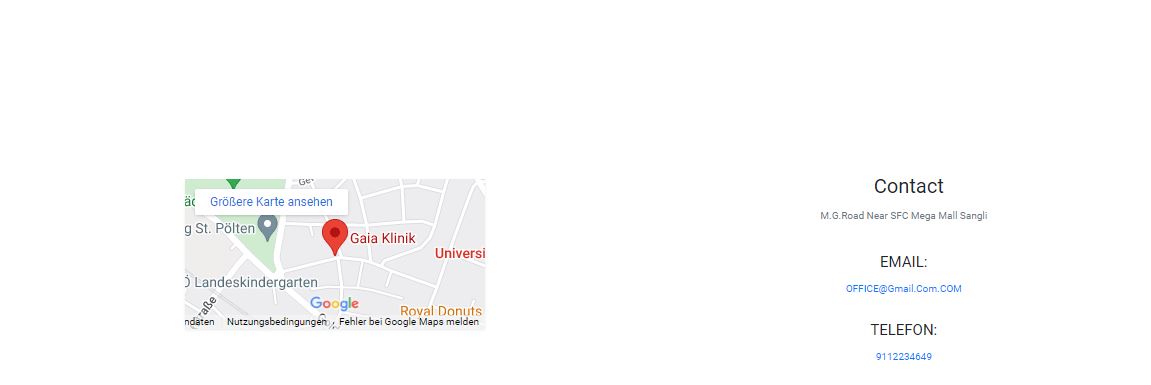 Größere Karte ansehen
g St. Pölten
Gaia Klinik
Universi
Ö Landeskindergarten
Google
Royal Donuts
ndaten
Nutzungsbedingungen
Fehler bei Google Maps melden
Contact
M.G.Road Near SFC Mega Mall Sangli
EMAIL:
OFFICE@Gmail.Com.COM
TELEFON:
9112234649